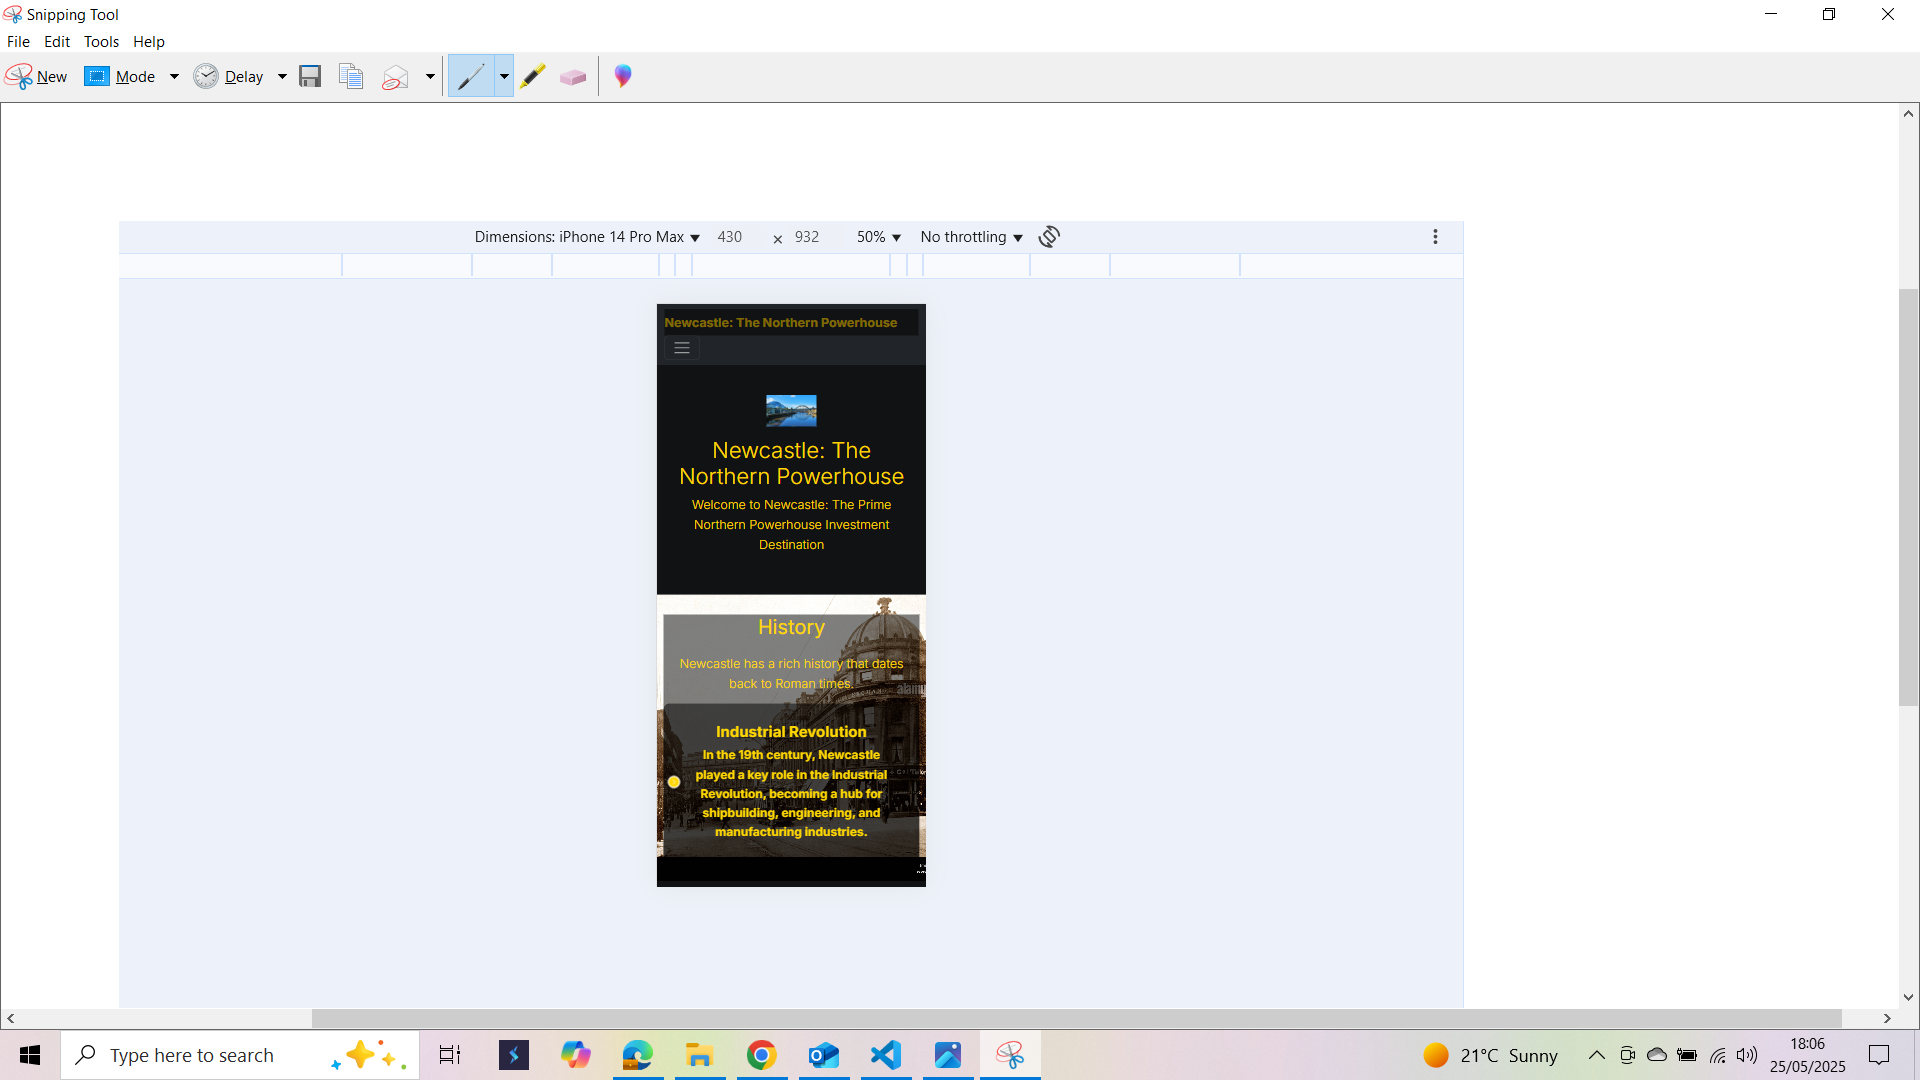 Snipping Tool
File Edit Tools Help
New Mode Delay
Dimensions: iPhone 14 Pro Max 430 × 932 50% No throttling
Newcastle: The Northern Powerhouse
Newcastle: The
Northern Powerhouse
Welcome to Newcastle: The Prime
Northern Powerhouse Investment
Destination
History
Newcastle has a rich history that dates
back to Roman times.
Industrial Revolution
In the 19th century, Newcastle
played a key role in the Industrial
Revolution, becoming a hub for
shipbuilding, engineering, and
manufacturing industries.
Type here to search
21°C Sunny
18:06
25/05/2025